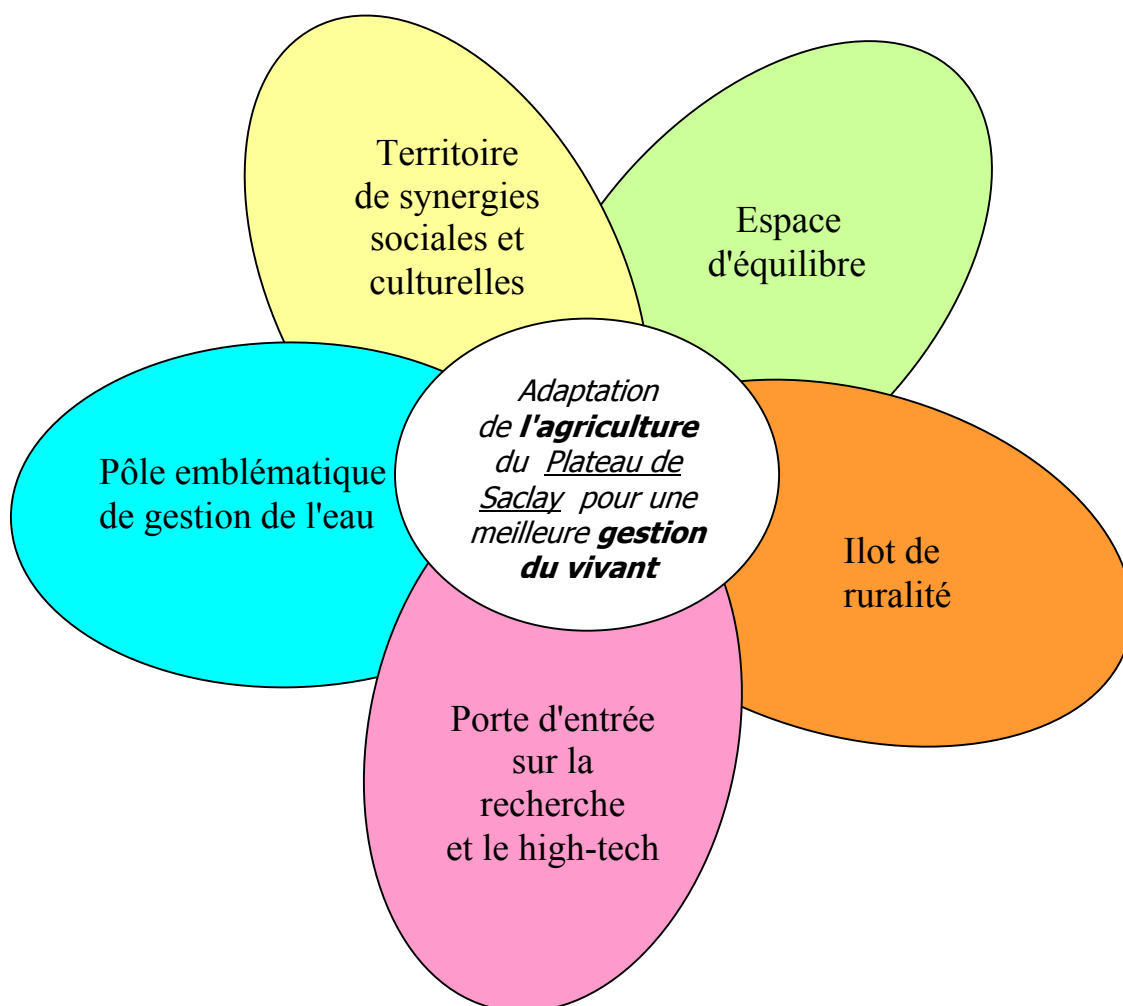 Territoire
de synergies
sociales et
culturelles
Espace
d'équilibre
Adaptation
de l'agriculture
du Plateau de
Saclay pour une
meilleure gestion
du vivant
Pôle emblématique
de gestion de l'eau
Ilot de
ruralité
Porte d'entrée
sur la
recherche
et le high-tech